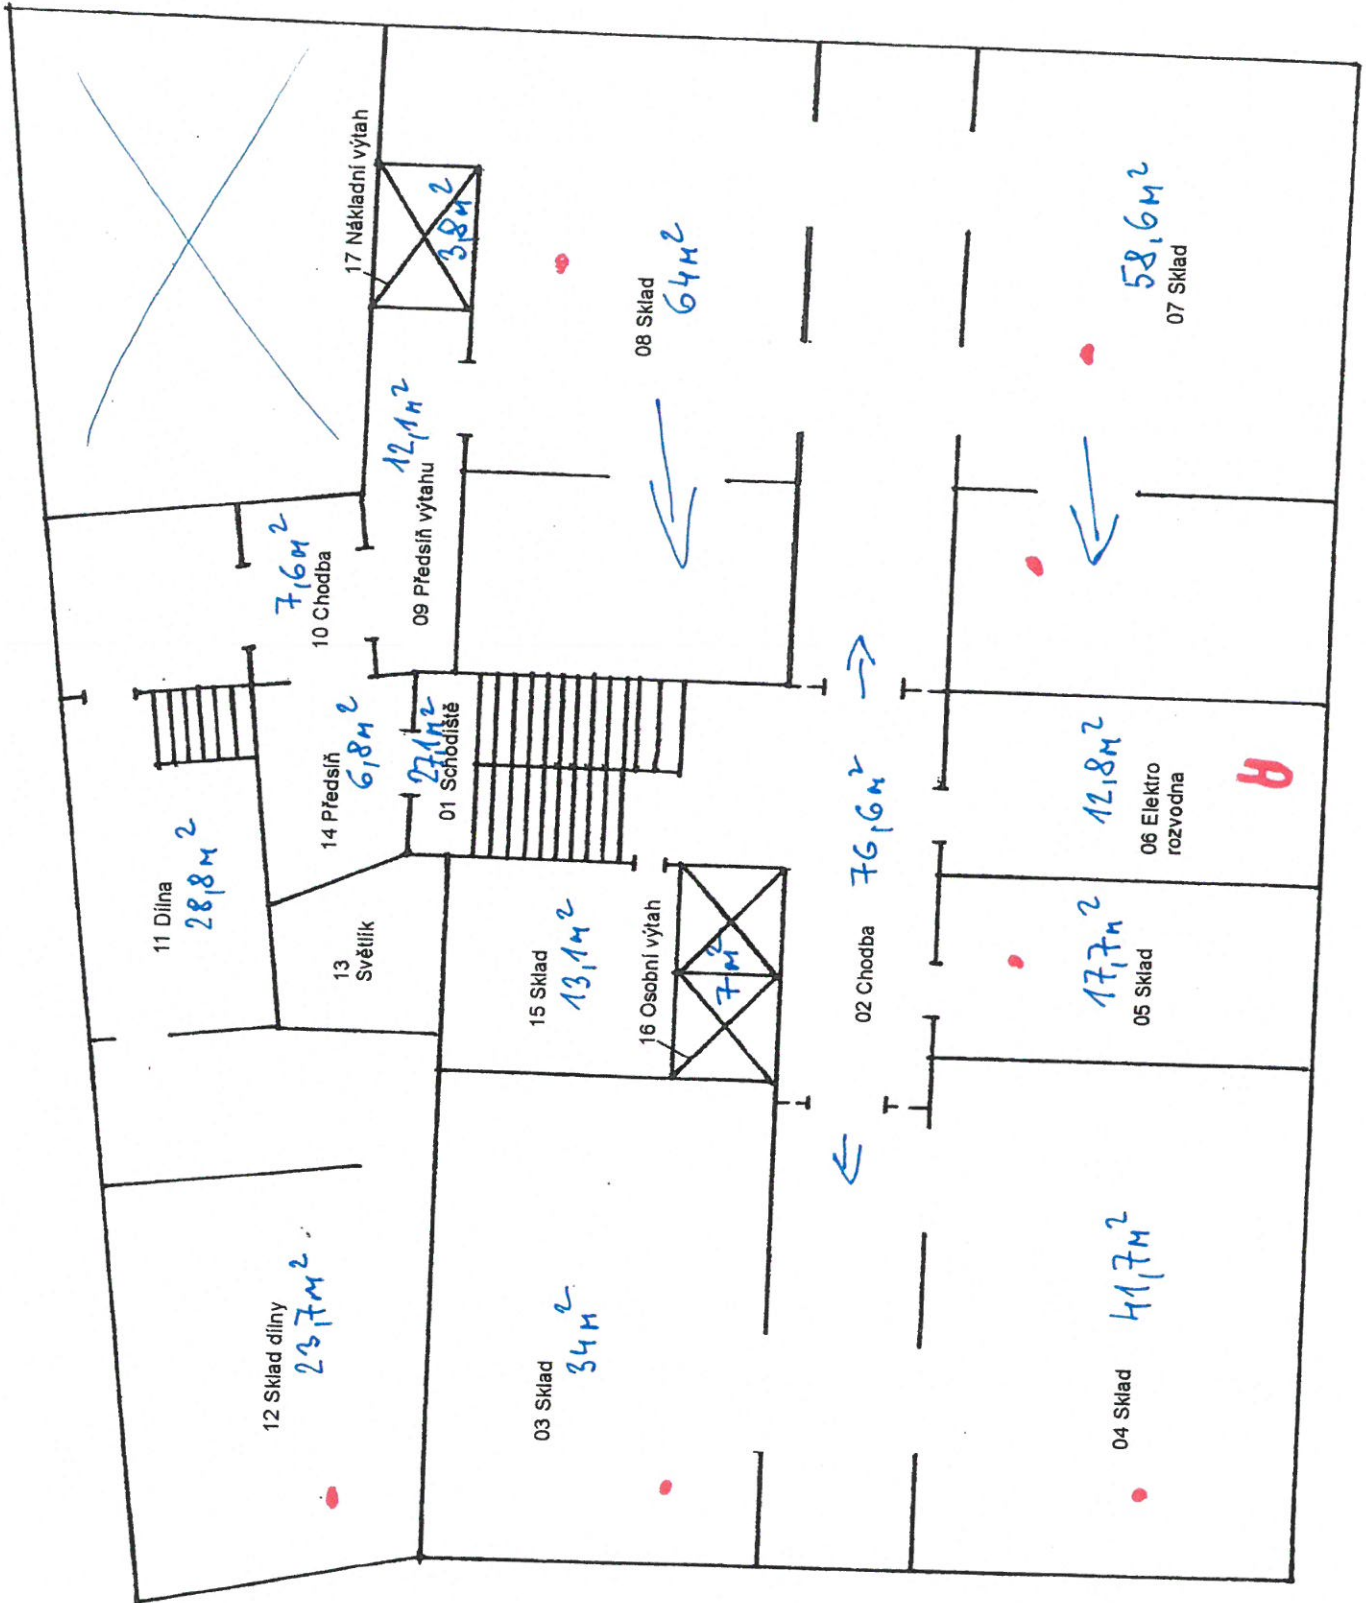 17 Nákladní výtah
3,8m²
08 Sklad
64m²
58,6m²
07 Sklad
12,1m²
09 Předsíň výtahu
7,6m²
10 Chodba
14 Předsíň
6,8m²
27,1m²
01 Schodiště
11 Dílna
28,8m²
13
Světlík
15 Sklad
13,1m²
16 Osobní výtah
7m²
02 Chodba 76,6m²
12,8m²
06 Elektro
rozvodna
17,7m²
05 Sklad
12 Sklad dílny
23,7m²
03 Sklad
34m²
04 Sklad 41,7m²